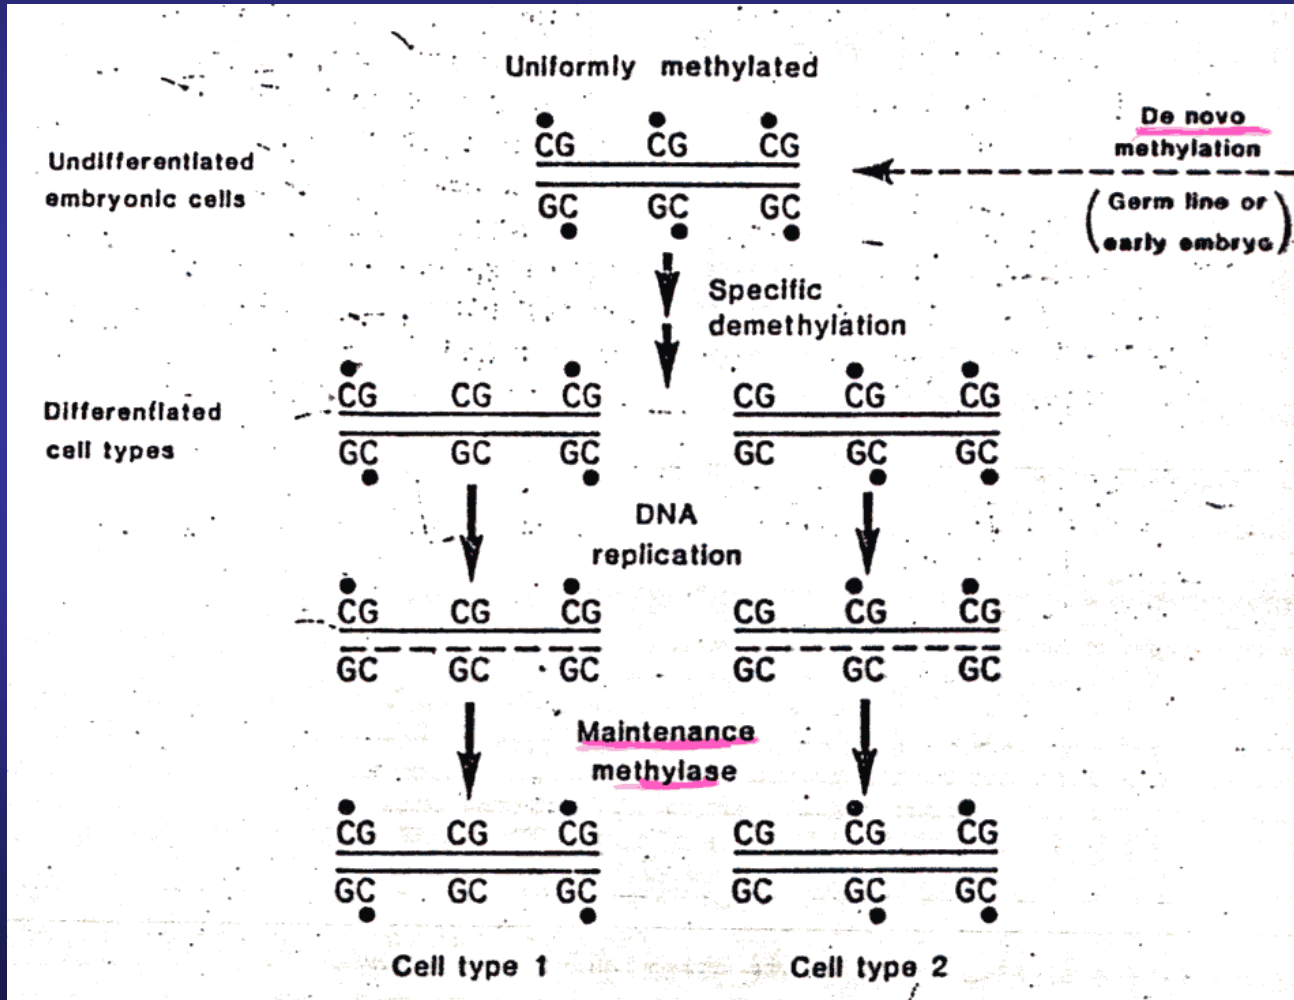 Uniformly methylated
CG CG CG
GC GC GC
De novo
methylation
(Germ line or
early embryo)
Undifferentiated
embryonic cells
Specific
demethylation
Differentiated
cell types
CG CG CG
GC GC GC
CG CG CG
GC GC GC
DNA
replication
CG CG CG
GC GC GC
CG CG CG
GC GC GC
Maintenance
methylase
CG CG CG
GC GC GC
CG CG CG
GC GC GC
Cell type 1
Cell type 2